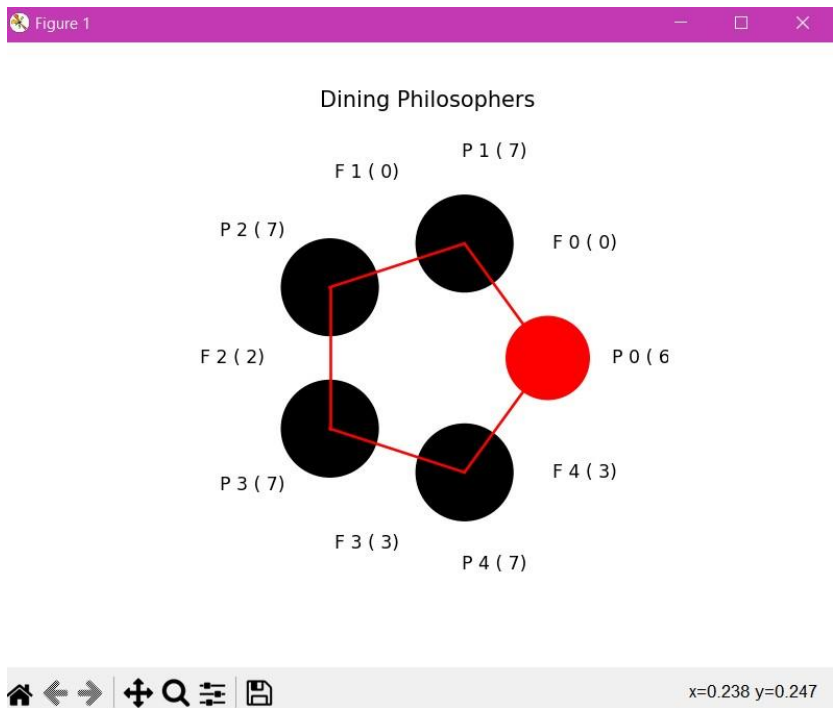 Figure 1
Dining Philosophers
P 1 ( 7)
F 1 ( 0)
P 2 ( 7)
F 0 ( 0)
F 2 ( 2)
P 0 ( 6
P 3 ( 7)
F 4 ( 3)
F 3 ( 3)
P 4 ( 7)
x=0.238 y=0.247